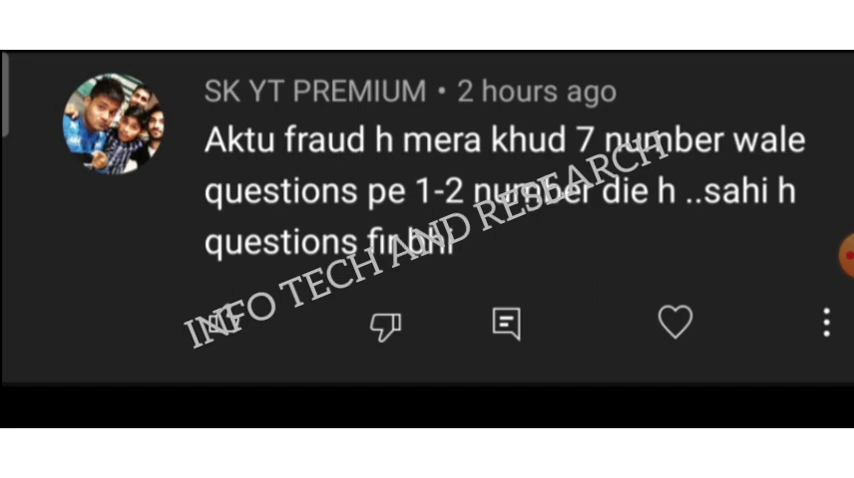 SK YT PREMIUM • 2 hours ago
Aktu fraud h mera khud 7 number wale
questions pe 1-2 number die h ..sahi h
questions fir bhi
INFO TECH AND RESEARCH